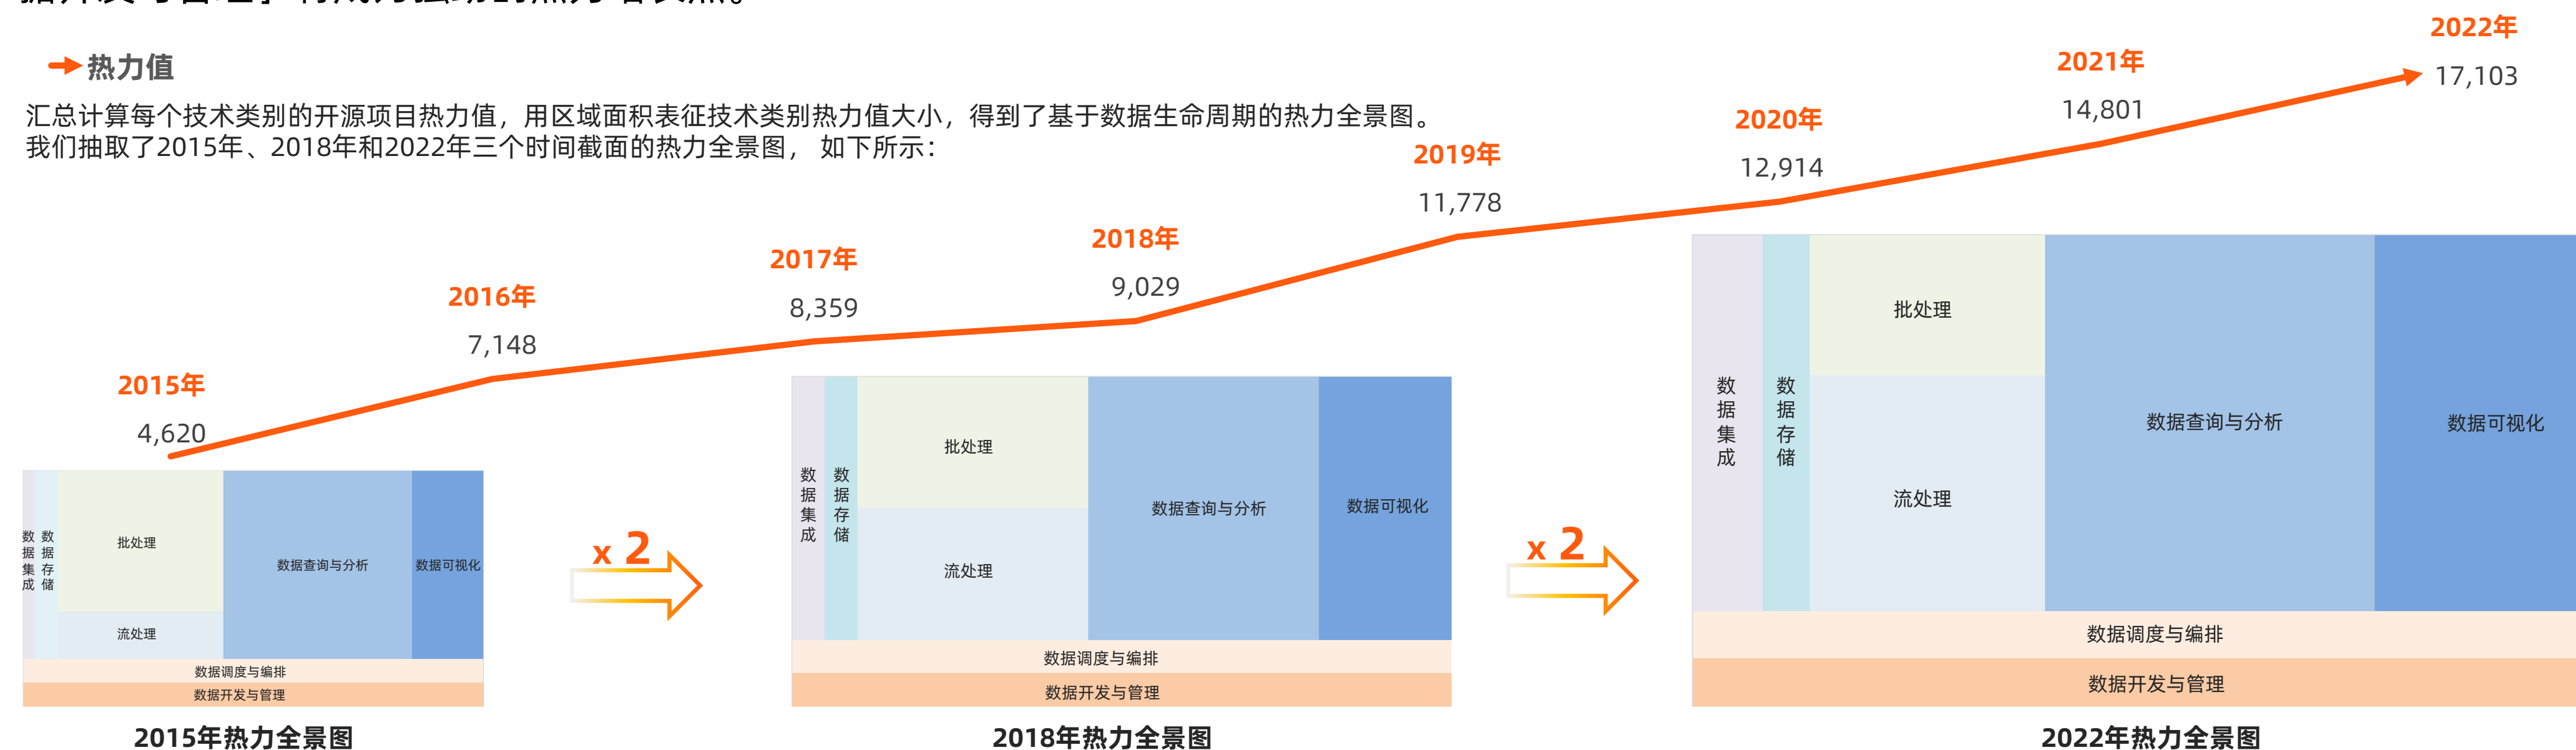 热力值
汇总计算每个技术类别的开源项目热力值，用区域面积表征技术类别热力值大小，得到了基于数据生命周期的热力全景图。
我们抽取了2015年、2018年和2022年三个时间截面的热力全景图， 如下所示：
2015年
4,620
2016年
7,148
2017年
8,359
2018年
9,029
2019年
11,778
2020年
12,914
2021年
14,801
2022年
17,103
数据集成
数据存储
批处理
流处理
数据查询与分析
数据可视化
数据调度与编排
数据开发与管理
2015年热力全景图
x 2
数据集成
数据存储
批处理
流处理
数据查询与分析
数据可视化
数据调度与编排
数据开发与管理
2018年热力全景图
x 2
数据集成
数据存储
批处理
流处理
数据查询与分析
数据可视化
数据调度与编排
数据开发与管理
2022年热力全景图